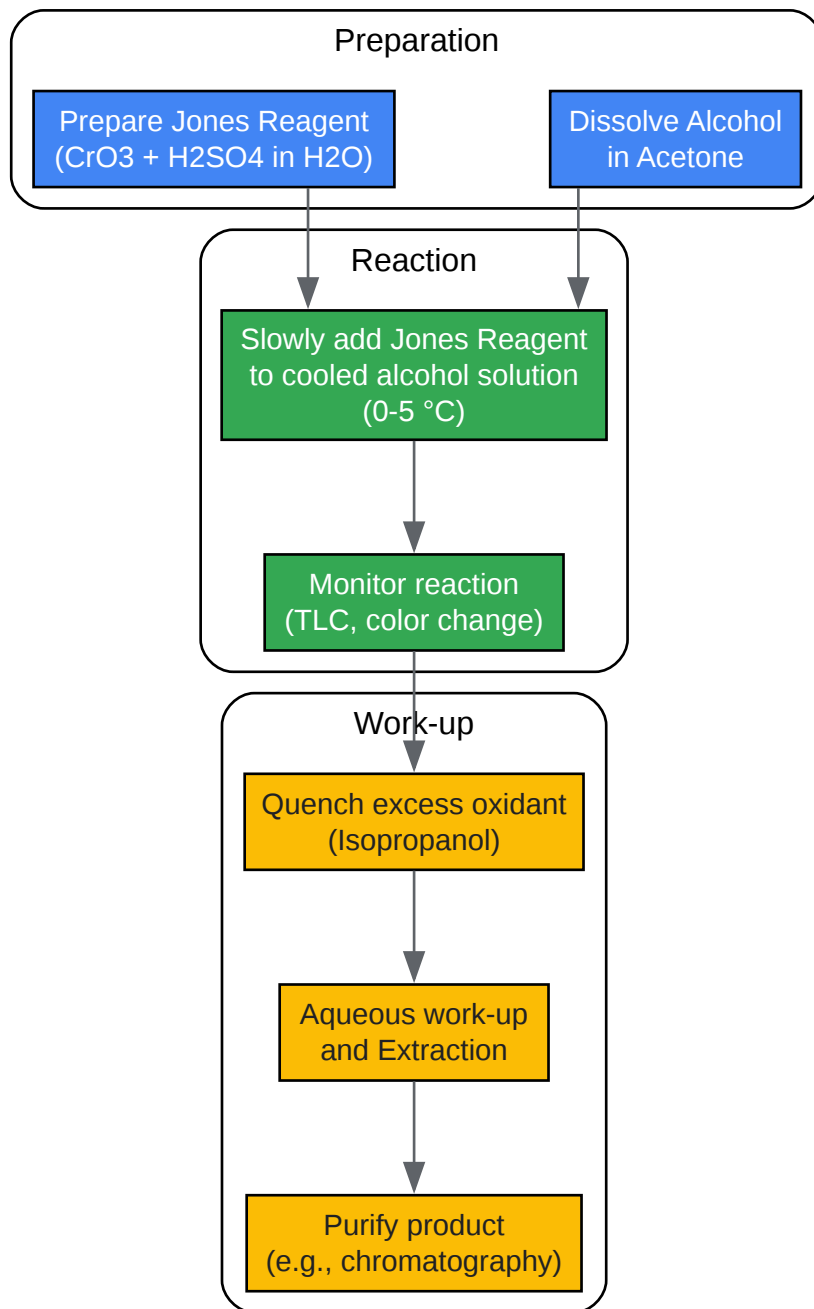 Preparation
Prepare Jones Reagent
(CrO3 + H2SO4 in H2O)
Dissolve Alcohol
in Acetone
Reaction
Slowly add Jones Reagent
to cooled alcohol solution
(0-5 °C)
Monitor reaction
(TLC, color change)
Work-up
Quench excess oxidant
(Isopropanol)
Aqueous work-up
and Extraction
Purify product
(e.g., chromatography)